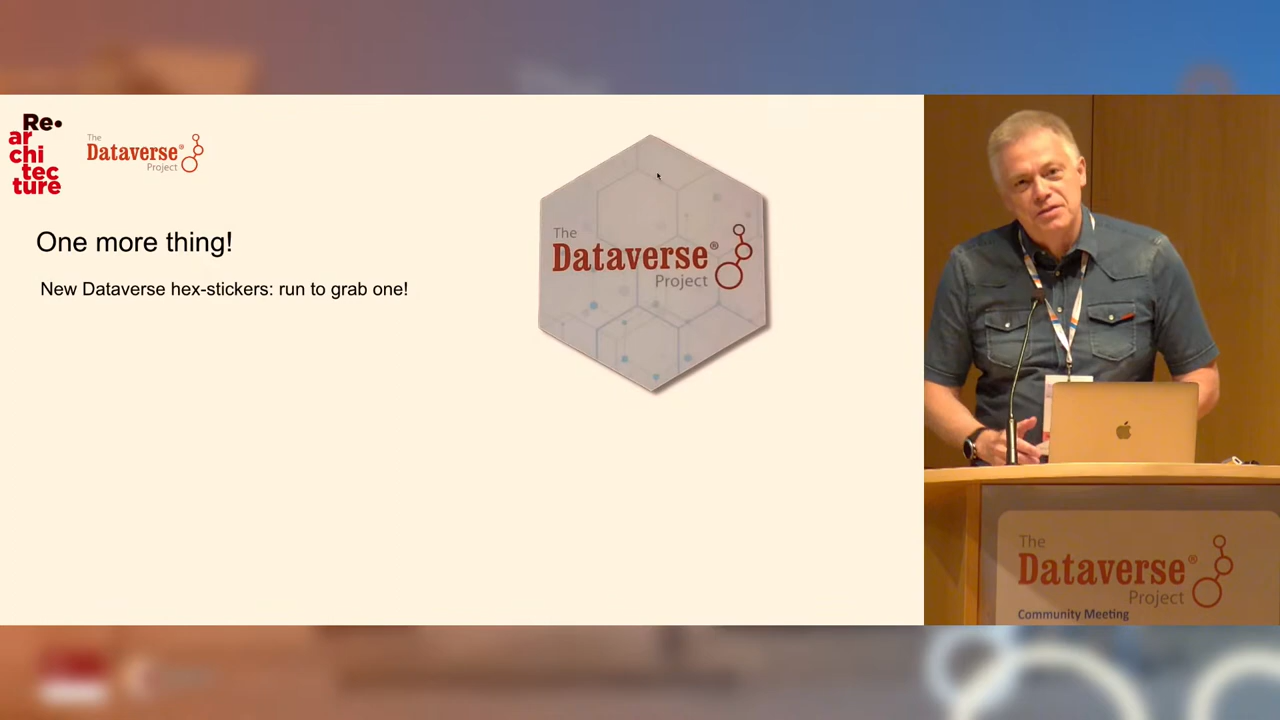 Re•
ar
chi
tec
ture
The
Dataverse®
Project
One more thing!
New Dataverse hex-stickers: run to grab one!
The
Dataverse®
Project
The
Dataverse®
Project
Community Meeting